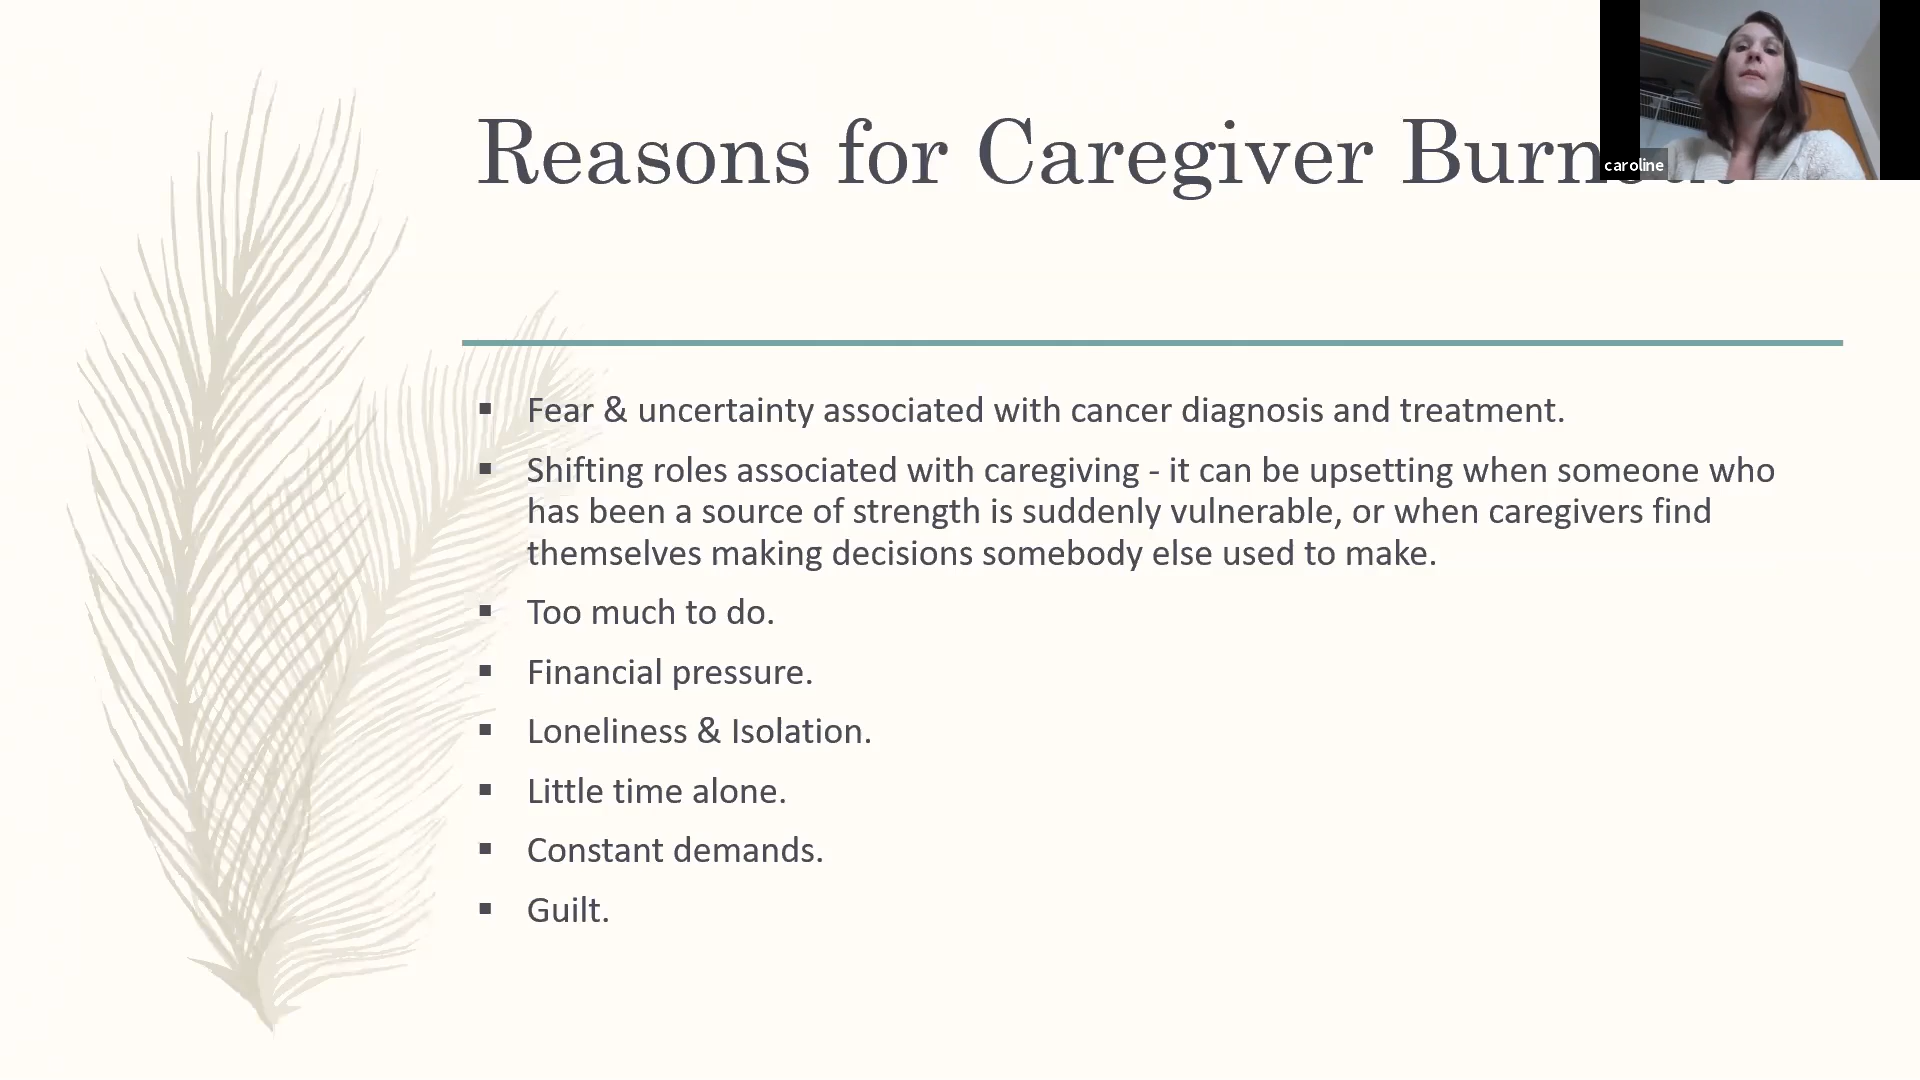 Reasons for Caregiver
caroline
▪ Fear & uncertainty associated with cancer diagnosis and treatment.
▪ Shifting roles associated with caregiving - it can be upsetting when someone who
has been a source of strength is suddenly vulnerable, or when caregivers find
themselves making decisions somebody else used to make.
▪ Too much to do.
▪ Financial pressure.
▪ Loneliness & Isolation.
▪ Little time alone.
▪ Constant demands.
▪ Guilt.